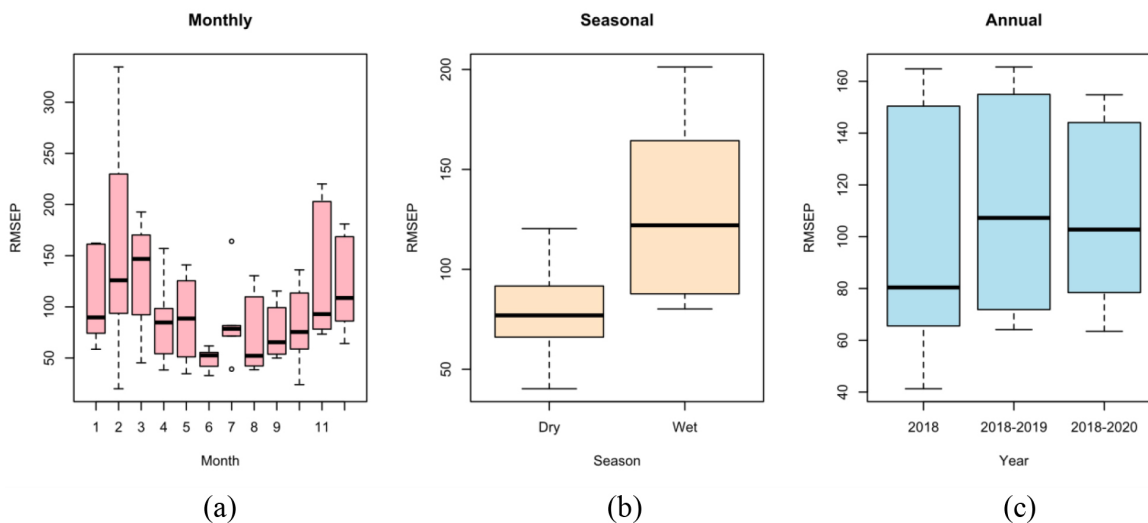 Monthly
RMSEP
300
250
200
150
100
50
1 2 3 4 5 6 7 8 9 11
Month
(a)
Seasonal
RMSEP
200
150
100
50
Dry Wet
Season
(b)
Annual
RMSEP
160
140
120
100
80
60
40
2018 2018-2019 2018-2020
Year
(c)